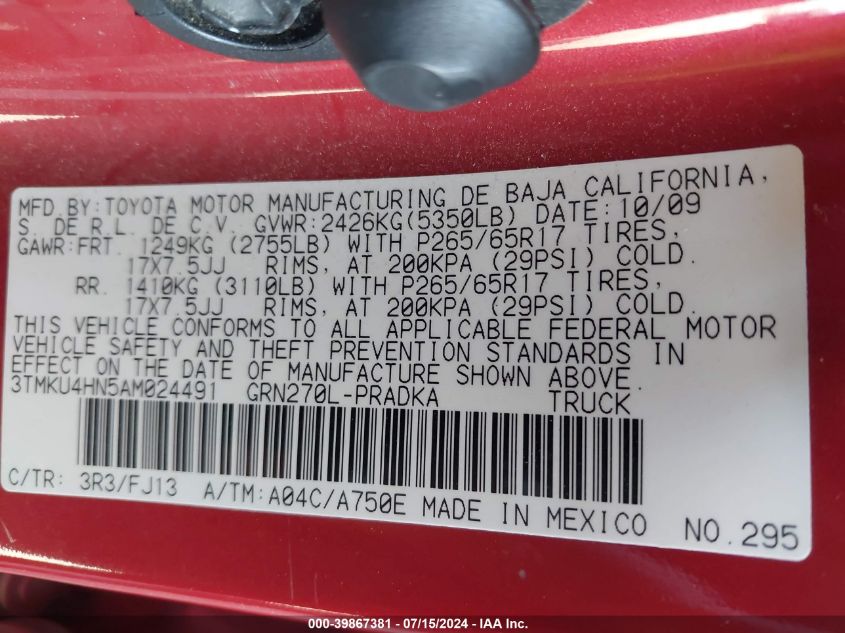 MFD.BY:TOYOTA MOTOR MANUFACTURING DE BAJA CALIFORNIA,
S. DE R.L. DE C.V. GVWR:2426KG(5350LB) DATE:10/09
GAWR:FRT. 1249KG (2755LB) WITH P265/65R17 TIRES,
17X7.5JJ RIMS, AT 200KPA (29PSI) COLD.
RR. 1410KG (3110LB) WITH P265/65R17 TIRES,
17X7.5JJ RIMS, AT 200KPA (29PSI) COLD.
THIS VEHICLE CONFORMS TO ALL APPLICABLE FEDERAL MOTOR
VEHICLE SAFETY AND THEFT PREVENTION STANDARDS IN
EFFECT ON THE DATE OF MANUFACTURE SHOWN ABOVE.
3TMKU4HN5AM024491 GRN270L-PRADKA TRUCK
C/TR: 3R3/FJ13 A/TM:A04C/A750E MADE IN MEXICO NO.295
000-39867381 - 07/15/2024 - IAA Inc.